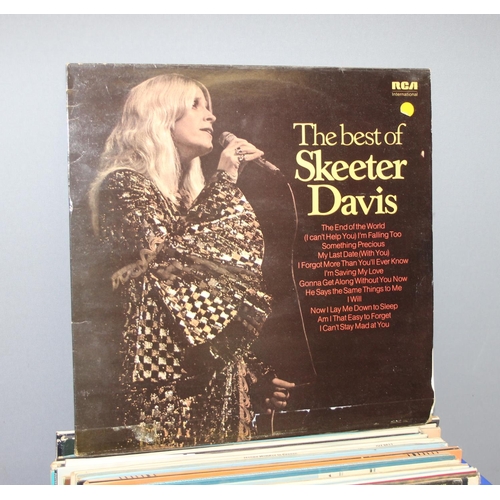 RCA
International
The best of
Skeeter
Davis
The End of the World
(I can't Help You) I'm Falling Too
Something Precious
My Last Date (With You)
I Forgot More Than You'll Ever Know
I'm Saving My Love
Gonna Get Along Without You Now
He Says the Same Things to Me
I Will
Now I Lay Me Down to Sleep
Am I That Easy to Forget
I Can't Stay Mad at You